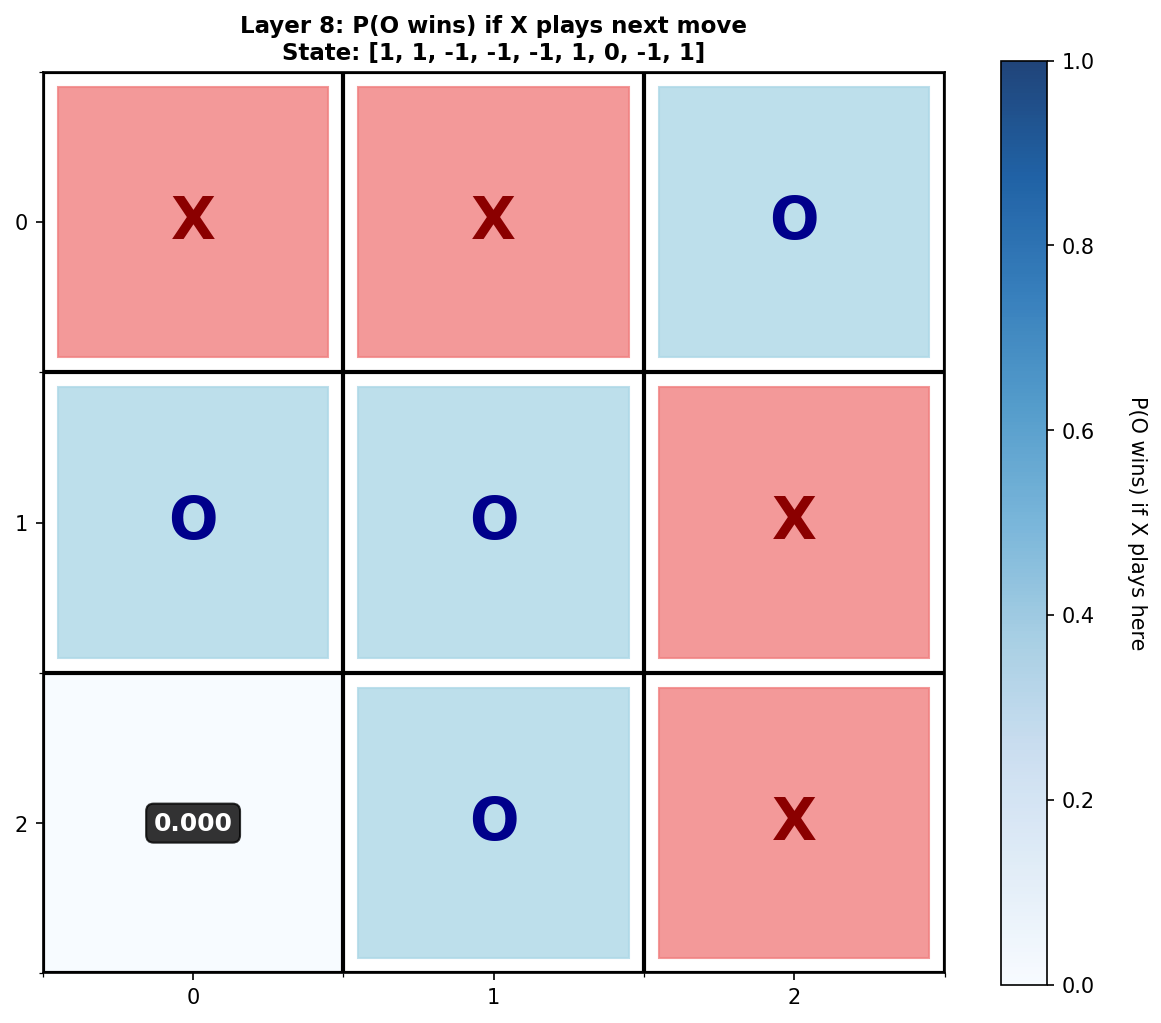 Layer 8: P(O wins) if X plays next move
State: [1, 1, -1, -1, -1, 1, 0, -1, 1]
X X O
O O X
0.000 O X
0
1
2
0 1 2
1.0
0.8
0.6
0.4
0.2
0.0
P(O wins) if X plays here